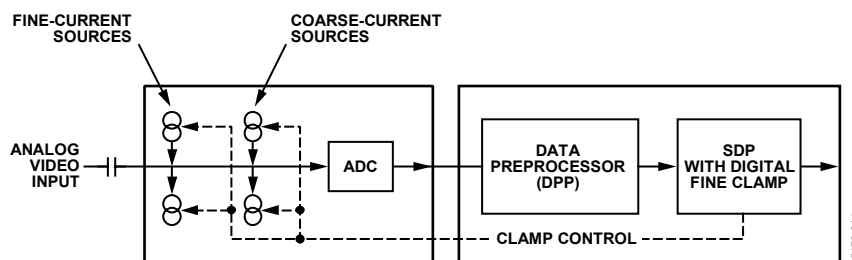 FINE-CURRENT
SOURCES
COARSE-CURRENT
SOURCES
ANALOG
VIDEO
INPUT
ADC
DATA
PREPROCESSOR
(DPP)
SDP
WITH DIGITAL
FINE CLAMP
CLAMP CONTROL